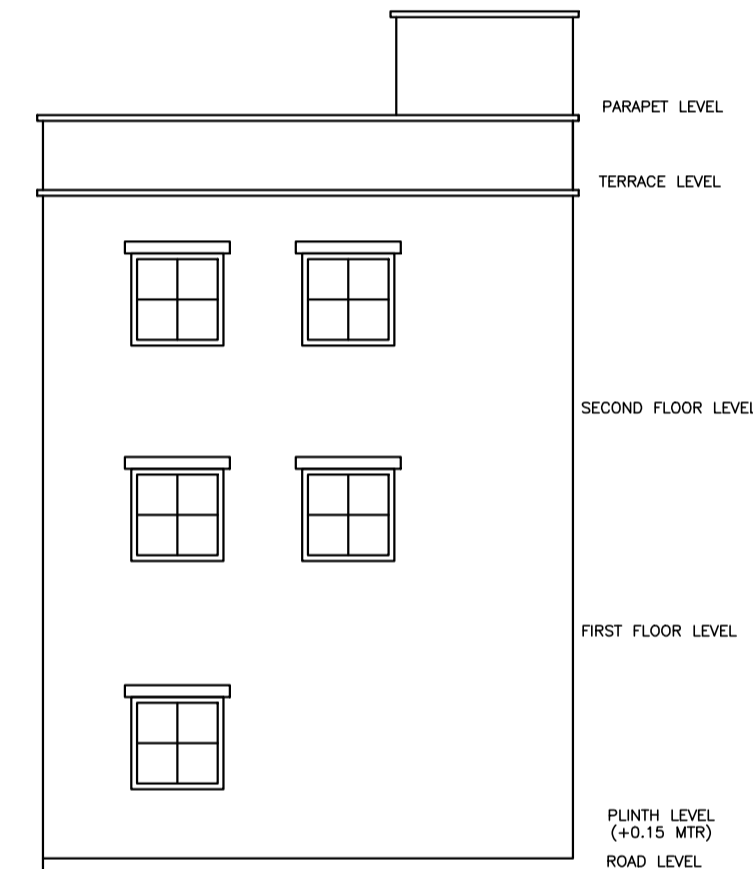 PARAPET LEVEL
TERRACE LEVEL
SECOND FLOOR LEVEL
FIRST FLOOR LEVEL
PLINTH LEVEL
(+0.15 MTR)
ROAD LEVEL